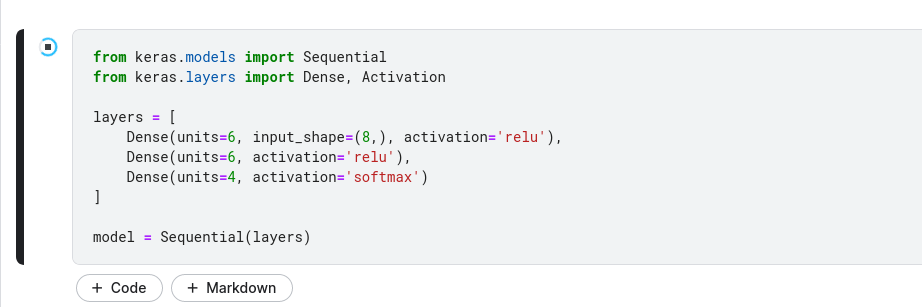 from keras.models import Sequential
from keras.layers import Dense, Activation
layers = [
    Dense(units=6, input_shape=(8,), activation='relu'),
    Dense(units=6, activation='relu'),
    Dense(units=4, activation='softmax')
]
model = Sequential(layers)
+ Code + Markdown